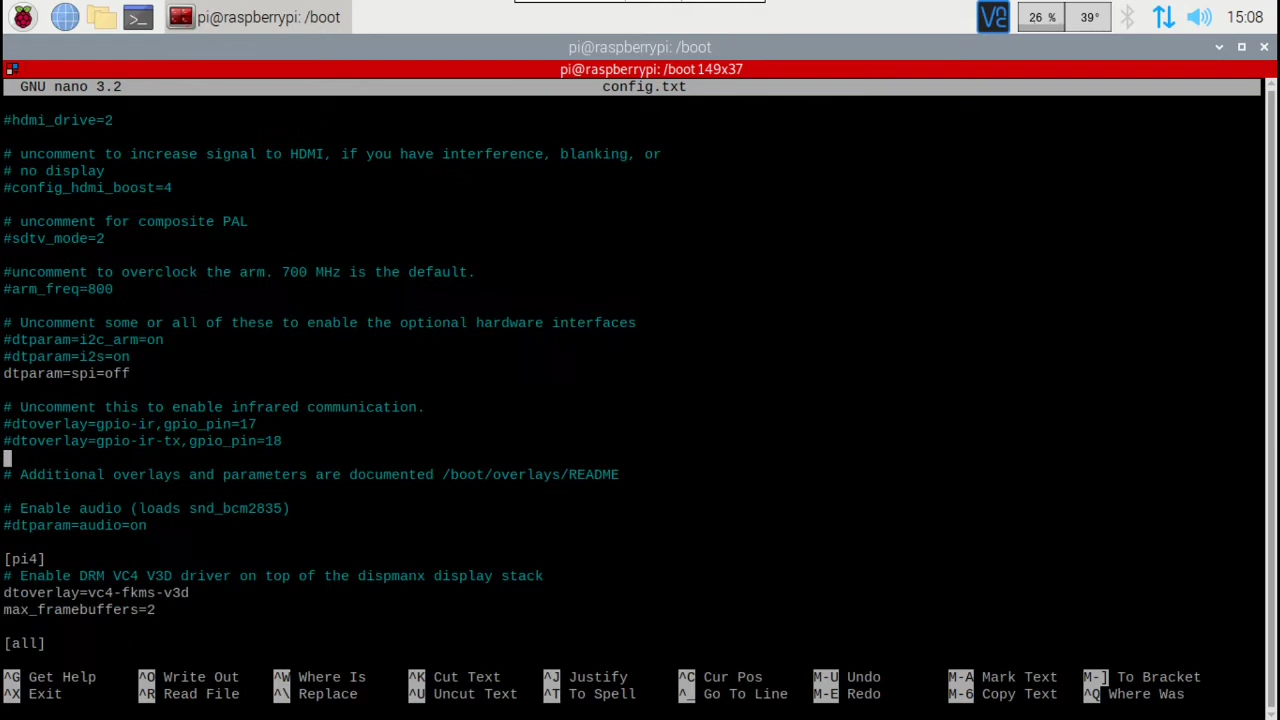 pi@raspberrypi: /boot
26 %
39°
15:08
pi@raspberrypi: /boot
pi@raspberrypi: /boot 149x37
GNU nano 3.2 config.txt
#hdmi_drive=2
# uncomment to increase signal to HDMI, if you have interference, blanking, or
# no display
#config_hdmi_boost=4
# uncomment for composite PAL
#sdtv_mode=2
#uncomment to overclock the arm. 700 MHz is the default.
#arm_freq=800
# Uncomment some or all of these to enable the optional hardware interfaces
#dtparam=i2c_arm=on
#dtparam=i2s=on
dtparam=spi=off
# Uncomment this to enable infrared communication.
#dtoverlay=gpio-ir,gpio_pin=17
#dtoverlay=gpio-ir-tx,gpio_pin=18
# Additional overlays and parameters are documented /boot/overlays/README
# Enable audio (loads snd_bcm2835)
#dtparam=audio=on
[pi4]
# Enable DRM VC4 V3D driver on top of the dispmanx display stack
dtoverlay=vc4-fkms-v3d
max_framebuffers=2
[all]
^G Get Help ^O Write Out ^W Where Is ^K Cut Text ^J Justify ^C Cur Pos M-U Undo M-A Mark Text M-] To Bracket
^X Exit ^R Read File ^\ Replace ^U Uncut Text ^T To Spell ^_ Go To Line M-E Redo M-6 Copy Text ^Q Where Was